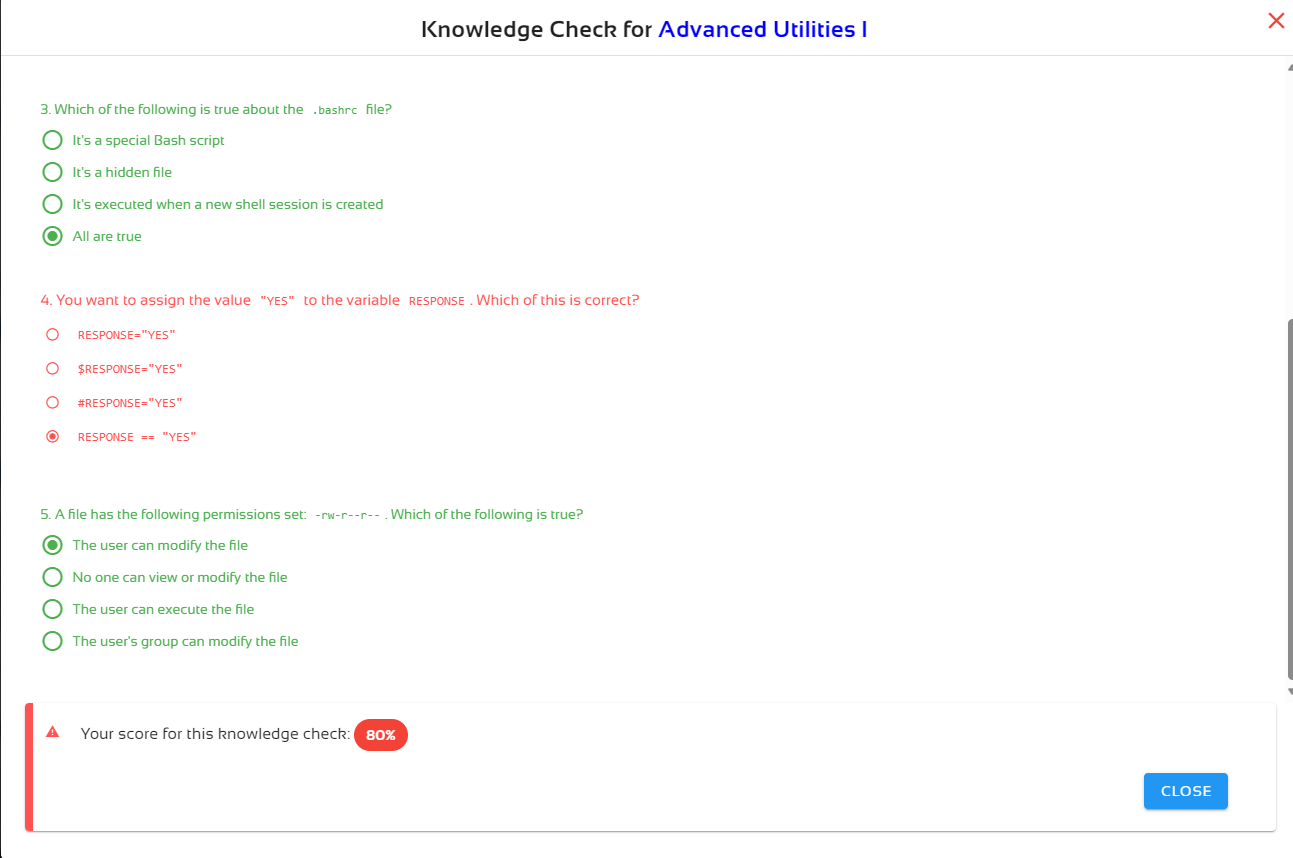 Knowledge Check for Advanced Utilities I
3. Which of the following is true about the .bashrc file?
It's a special Bash script
It's a hidden file
It's executed when a new shell session is created
All are true
4. You want to assign the value "YES" to the variable RESPONSE . Which of this is correct?
RESPONSE="YES"
$RESPONSE="YES"
#RESPONSE="YES"
RESPONSE == "YES"
5. A file has the following permissions set: -rw-r--r-- . Which of the following is true?
The user can modify the file
No one can view or modify the file
The user can execute the file
The user's group can modify the file
Your score for this knowledge check: 80%
CLOSE